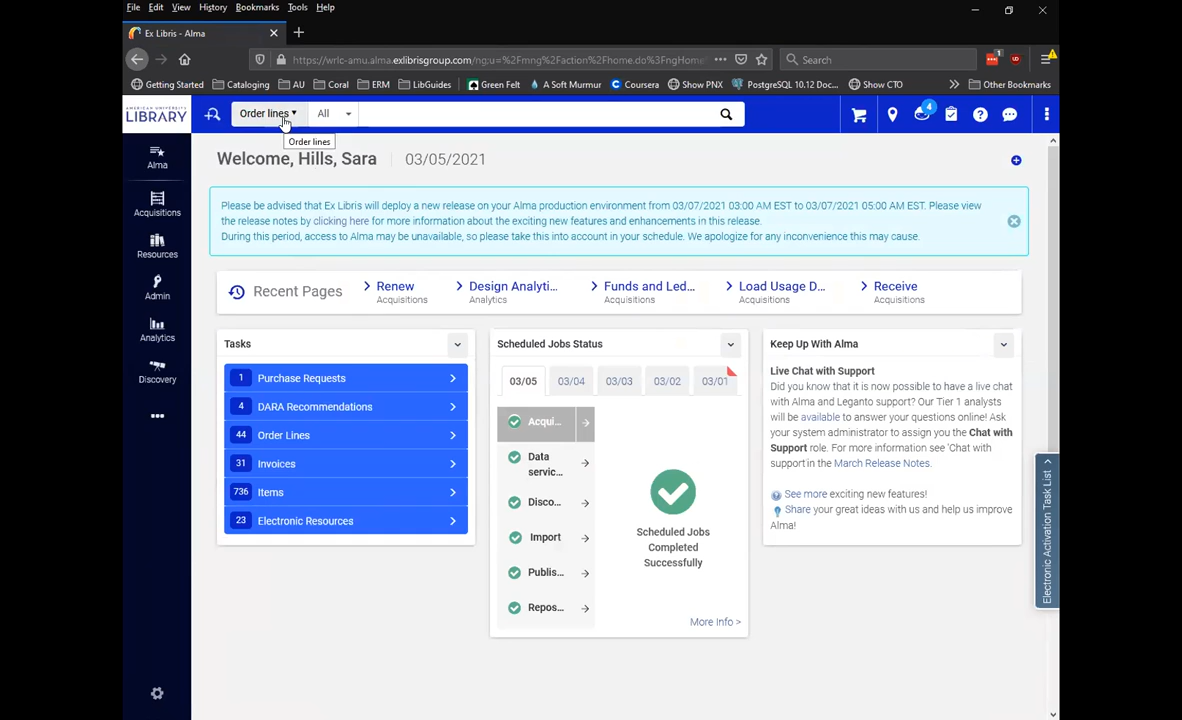 File Edit View History Bookmarks Tools Help
Ex Libris - Alma
https://wrlc-amu.alma.exlibrisgroup.com/ng;u=%2Fmng%2Faction%2Fhome.do%3FngHome
Search
1
Getting Started Cataloging AU Coral ERM LibGuides Green Felt A Soft Murmur Coursera Show PNX PostgreSQL 10.12 Doc... Show CTO Other Bookmarks
AMERICAN UNIVERSITY
LIBRARY
Order lines All
4
Order lines
Alma
Acquisitions
Resources
Admin
Analytics
Discovery
Welcome, Hills, Sara 03/05/2021
Please be advised that Ex Libris will deploy a new release on your Alma production environment from 03/07/2021 03:00 AM EST to 03/07/2021 05:00 AM EST. Please view
the release notes by clicking here for more information about the exciting new features and enhancements in this release.
During this period, access to Alma may be unavailable, so please take this into account in your schedule. We apologize for any inconvenience this may cause.
Recent Pages
Renew
Acquisitions
Design Analyti...
Analytics
Funds and Led...
Acquisitions
Load Usage D...
Acquisitions
Receive
Acquisitions
Tasks
1 Purchase Requests
4 DARA Recommendations
44 Order Lines
31 Invoices
736 Items
23 Electronic Resources
Scheduled Jobs Status
03/05 03/04 03/03 03/02 03/01
Acqui...
Data
servic...
Disco...
Import
Publis...
Repos...
Scheduled Jobs
Completed
Successfully
More Info >
Keep Up With Alma
Live Chat with Support
Did you know that it is now possible to have a live chat
with Alma and Leganto support? Our Tier 1 analysts
will be available to answer your questions online! Ask
your system administrator to assign you the Chat with
Support role. For more information see 'Chat with
support in the March Release Notes.
See more exciting new features!
Share your great ideas with us and help us improve
Alma!
Electronic Activation Task List